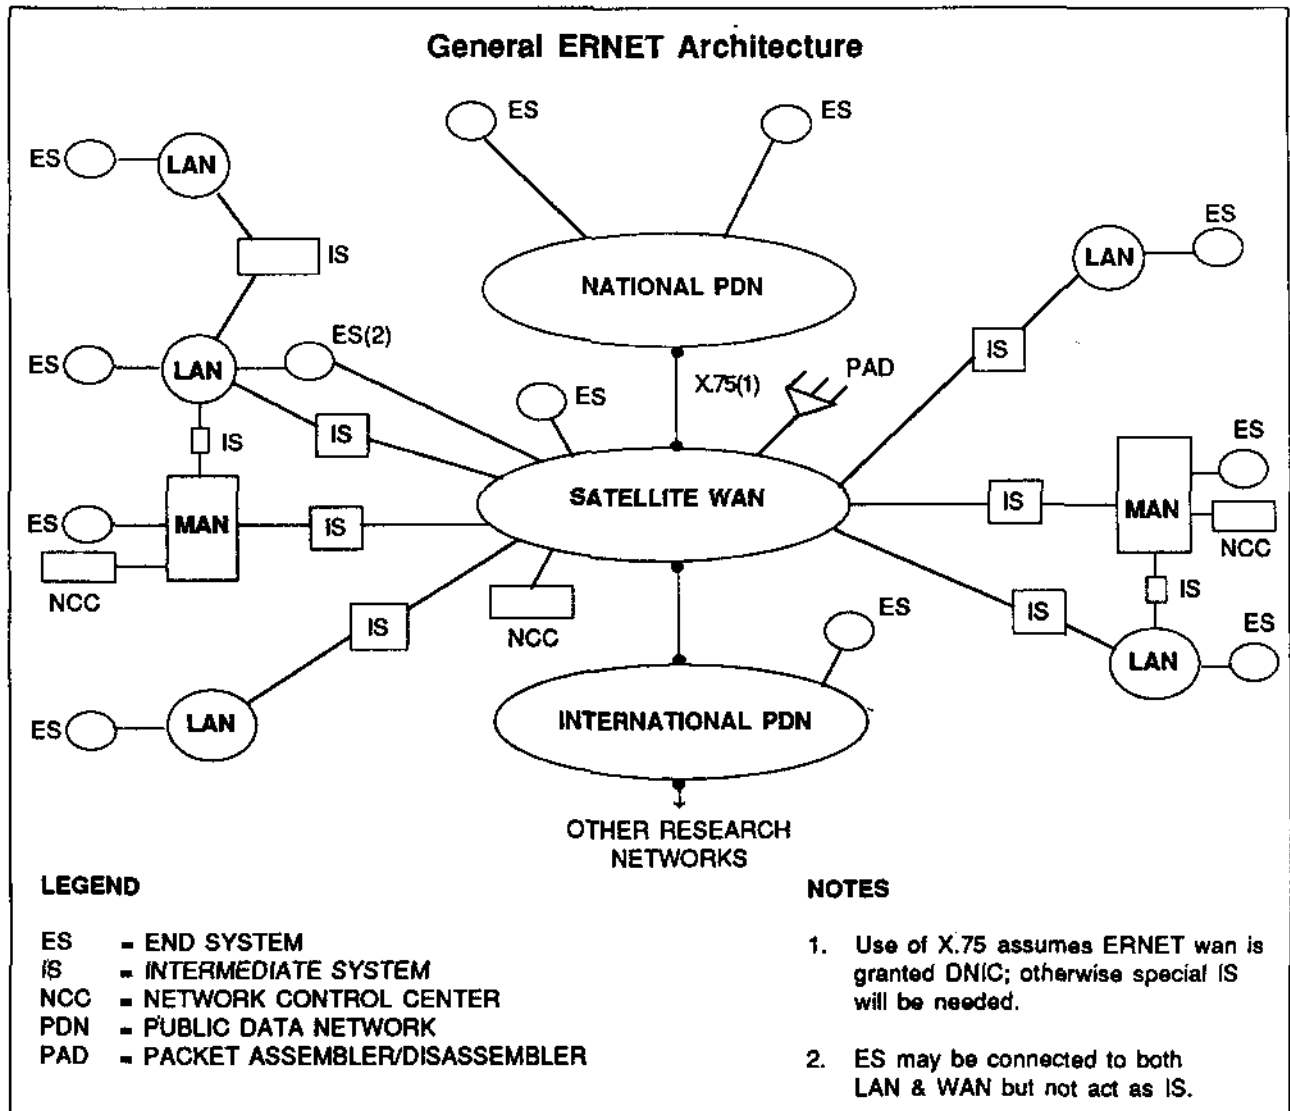 General ERNET Architecture
ES
ES
ES
LAN
IS
ES
LAN
NATIONAL PDN
ES(2)
ES
LAN
IS
X.75(1)
PAD
ES
IS
IS
ES
SATELLITE WAN
IS
MAN
ES
MAN
IS
ES
NCC
NCC
IS
NCC
IS
ES
IS
ES
LAN
ES
LAN
INTERNATIONAL PDN
OTHER RESEARCH
NETWORKS
LEGEND
ES = END SYSTEM
IS = INTERMEDIATE SYSTEM
NCC = NETWORK CONTROL CENTER
PDN = PUBLIC DATA NETWORK
PAD = PACKET ASSEMBLER/DISASSEMBLER
NOTES
1. Use of X.75 assumes ERNET wan is
granted DNIC; otherwise special IS
will be needed.
2. ES may be connected to both
LAN & WAN but not act as IS.